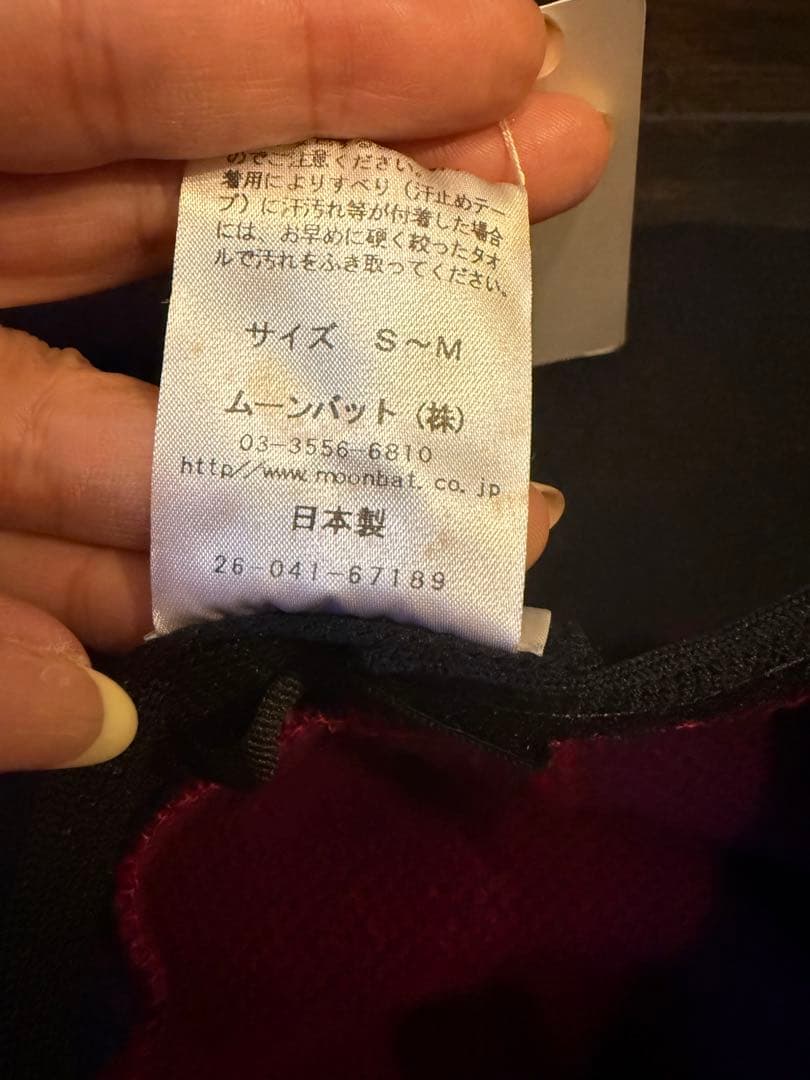 のでご注意ください。
着用によりすべり（汗止めテー
プ）に汗汚れ等が付着した場合
には、お早めに硬く絞ったタオ
ルで汚れをふき取ってください。
サイズ S～M
ムーンバット（株）
03-3556-6810
http//www.moonbat.co.jp
日本製
26-041-67189